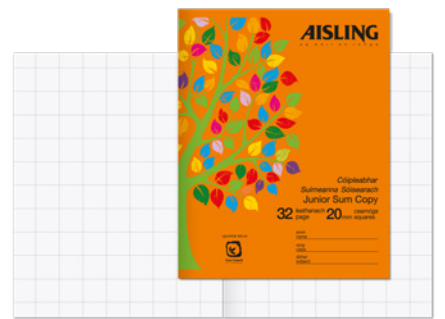 AISLING
Cóipleabhar
Suimeanna Sóisearach
Junior Sum Copy
32 leathanach page 20 mm cearnóga squares
ainm
name
rang
class
ábhar
subject